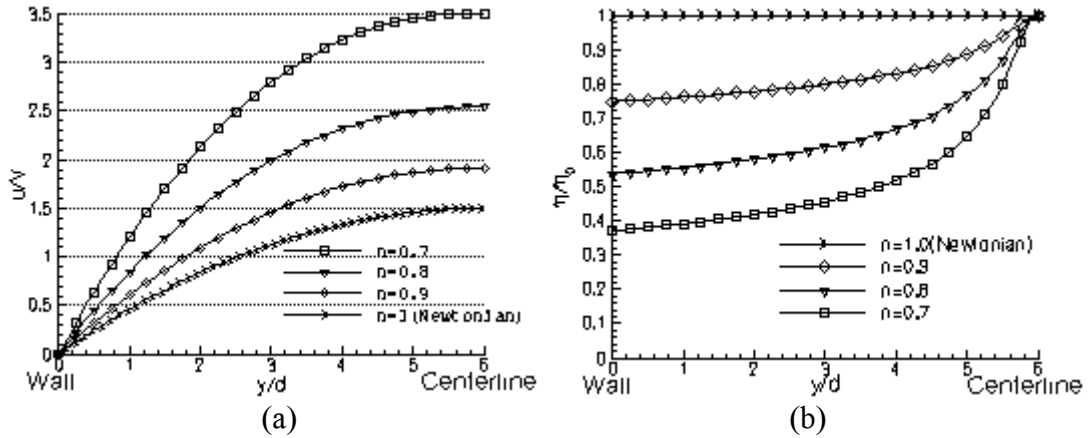 3.5
3
2.5
2
1.5
1
0.5
0
u/V
n=0.7
n=0.8
n=0.9
n=1(Newtonian)
0 1 2 3 4 5 6
Wall y/d Centerline
(a)
1
0.9
0.8
0.7
0.6
0.5
0.4
0.3
0.2
0.1
0
η/η₀
n=1.0(Newtonian)
n=0.9
n=0.8
n=0.7
0 1 2 3 4 5 6
Wall y/d Centerline
(b)